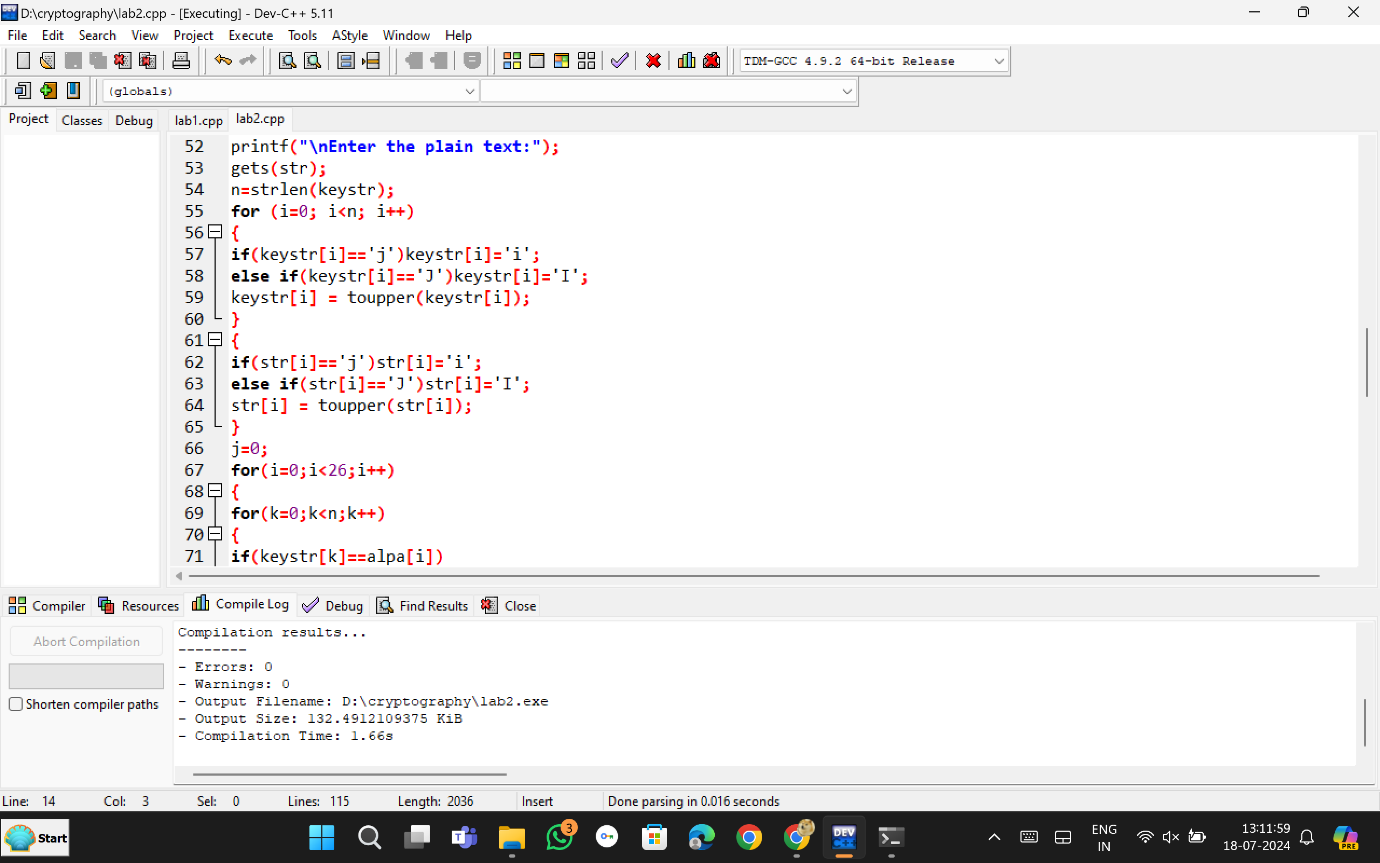 D:\cryptography\lab2.cpp - [Executing] - Dev-C++ 5.11
File Edit Search View Project Execute Tools AStyle Window Help
TDM-GCC 4.9.2 64-bit Release
(globals)
Project Classes Debug lab1.cpp lab2.cpp
52 printf("\nEnter the plain text:");
53 gets(str);
54 n=strlen(keystr);
55 for (i=0; i<n; i++)
56 {
57 if(keystr[i]=='j')keystr[i]='i';
58 else if(keystr[i]=='J')keystr[i]='I';
59 keystr[i] = toupper(keystr[i]);
60 }
61 {
62 if(str[i]=='j')str[i]='i';
63 else if(str[i]=='J')str[i]='I';
64 str[i] = toupper(str[i]);
65 }
66 j=0;
67 for(i=0;i<26;i++)
68 {
69 for(k=0;k<n;k++)
70 {
71 if(keystr[k]==alpa[i])
Compiler Resources Compile Log Debug Find Results Close
Abort Compilation
Shorten compiler paths
Compilation results...
--------
- Errors: 0
- Warnings: 0
- Output Filename: D:\cryptography\lab2.exe
- Output Size: 132.4912109375 KiB
- Compilation Time: 1.66s
Line: 14 Col: 3 Sel: 0 Lines: 115 Length: 2036 Insert Done parsing in 0.016 seconds
Start
3
DEV
C++
ENG
IN
13:11:59
18-07-2024
PRE